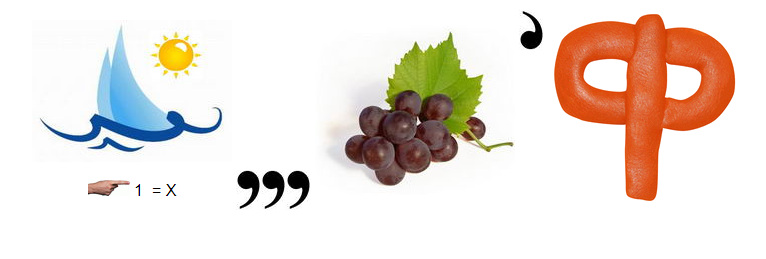 , Ф
1 = X ,,,